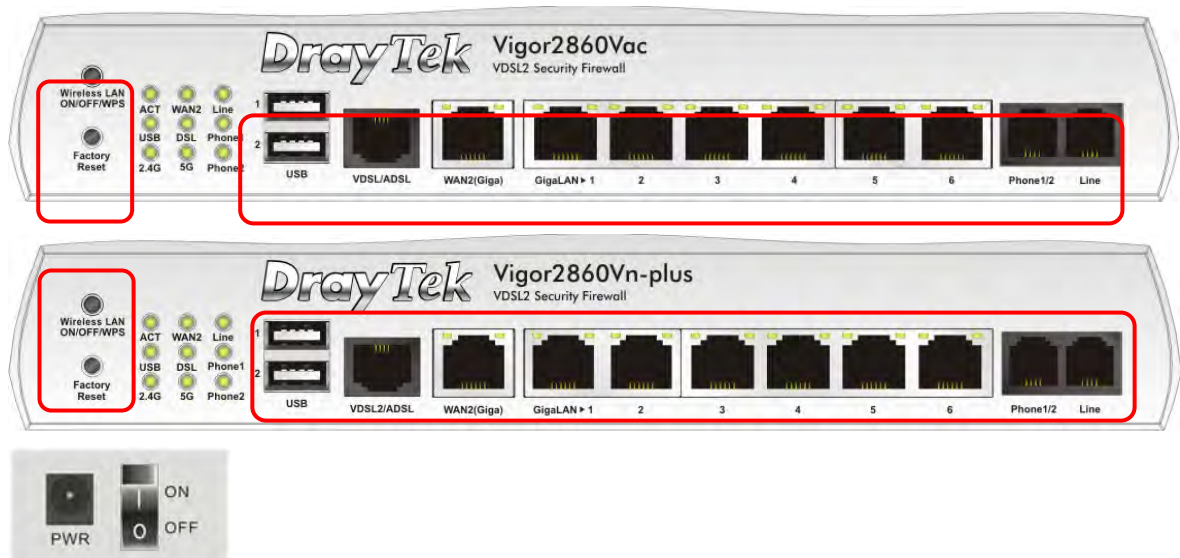 DrayTek Vigor2860Vac
VDSL2 Security Firewall
Wireless LAN
ON/OFF/WPS
Factory
Reset
ACT WAN2 Line
USB DSL Phone1
2.4G 5G Phone2
1
2
USB VDSL/ADSL WAN2(Giga) GigaLAN ▶ 1 2 3 4 5 6 Phone1/2 Line
DrayTek Vigor2860Vn-plus
VDSL2 Security Firewall
Wireless LAN
ON/OFF/WPS
Factory
Reset
ACT WAN2 Line
USB DSL Phone1
2.4G 5G Phone2
1
2
USB VDSL2/ADSL WAN2(Giga) GigaLAN ▶ 1 2 3 4 5 6 Phone1/2 Line
PWR
I ON
O OFF